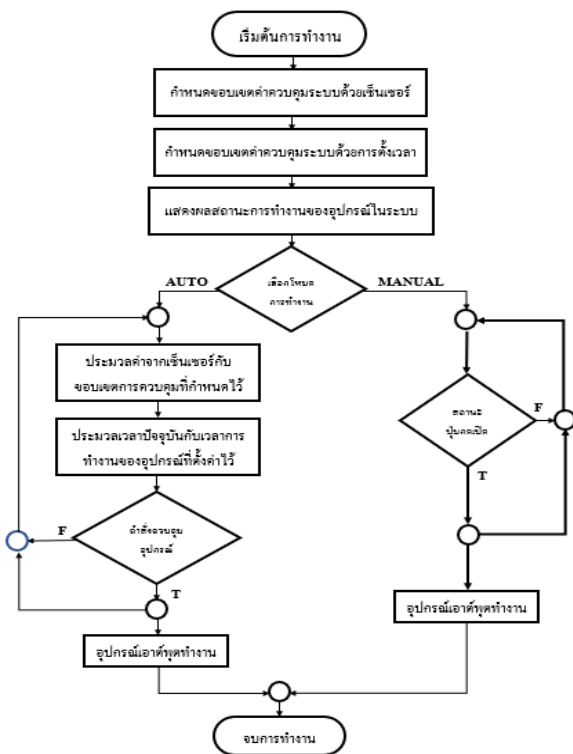 เริ่มต้นการทำงาน
กำหนดขอบเขตค่าควบคุมระบบด้วยเซ็นเซอร์
กำหนดขอบเขตค่าควบคุมระบบด้วยการตั้งเวลา
แสดงผลสถานะการทำงานของอุปกรณ์ในระบบ
AUTO
เลือกโหมด
การทำงาน
MANUAL
ประมวลค่าจากเซ็นเซอร์กับ
ขอบเขตการควบคุมที่กำหนดไว้
ประมวลเวลาปัจจุบันกับเวลาการ
ทำงานของอุปกรณ์ที่ตั้งค่าไว้
คำสั่งควบคุม
อุปกรณ์
F
T
อุปกรณ์เอาต์พุตทำงาน
สถานะ
ปุ่มกดเปิด
F
T
อุปกรณ์เอาต์พุตทำงาน
จบการทำงาน